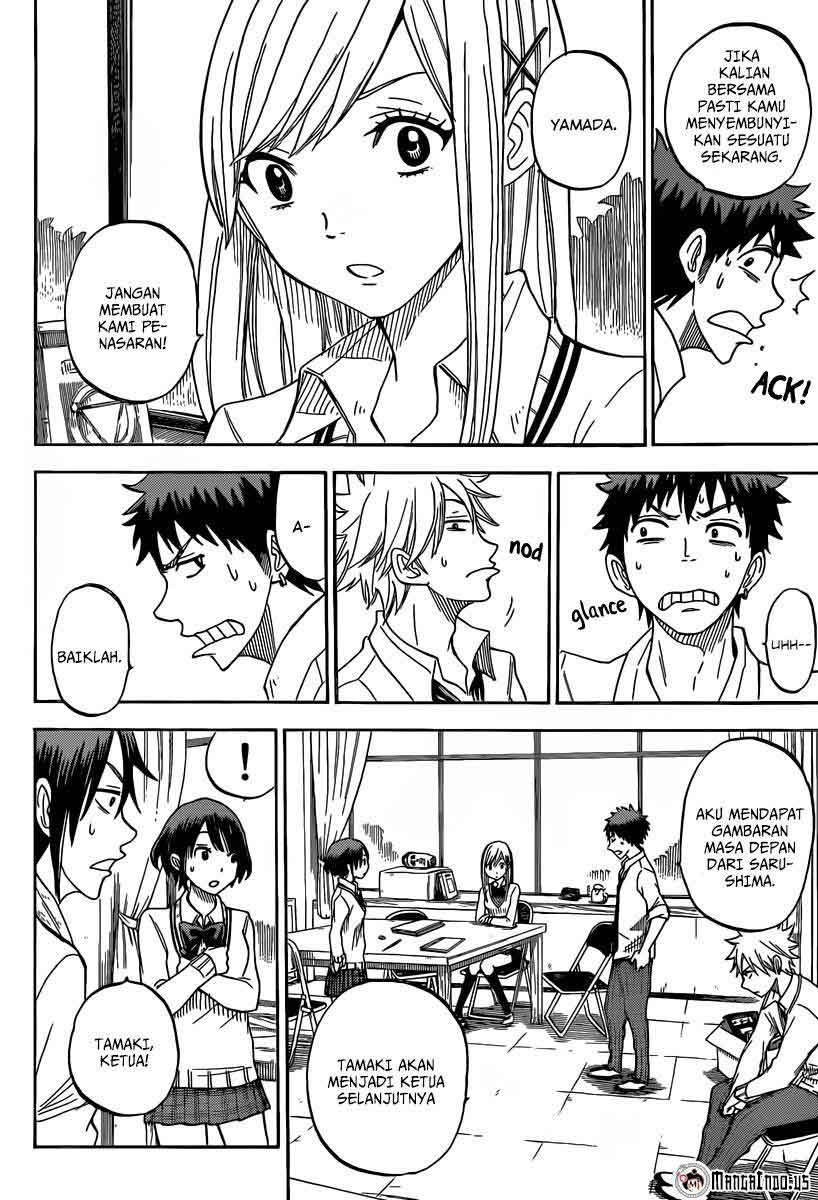 JIKA
KALIAN
BERSAMA
PASTI KAMU
MENYEMBUNYI-
KAN SESUATU
SEKARANG.
ACK!
YAMADA.
JANGAN
MEMBUAT
KAMI PE-
NASARAN!
UHH--
glance
nod
A-
BAIKLAH.
AKU MENDAPAT
GAMBARAN
MASA DEPAN
DARI SARU-
SHIMA.
TAMAKI AKAN
MENJADI KETUA
SELANJUTNYA
!
TAMAKI,
KETUA!
MangaIndo.us